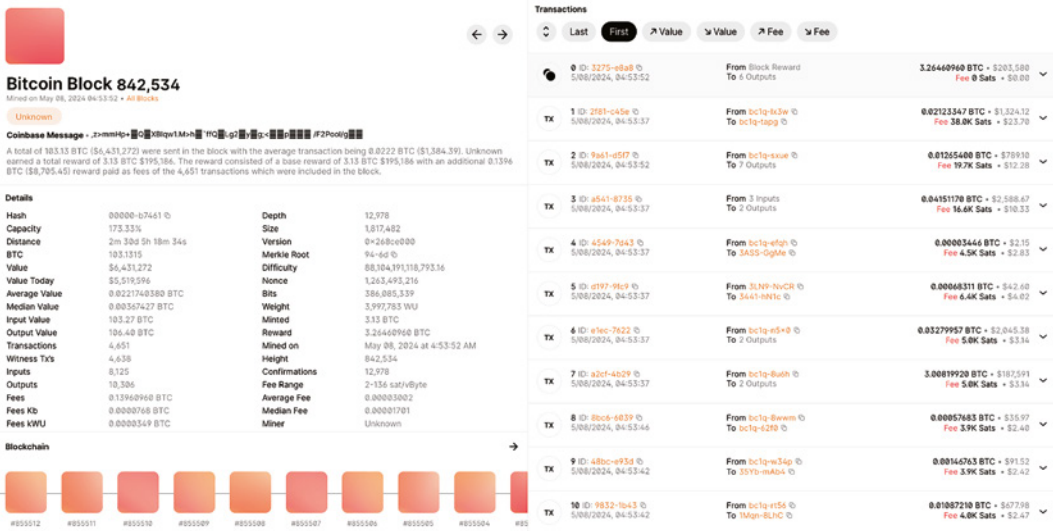 Bitcoin Block 842,534
Mined on May 08, 2024 04:53:52 • All Blocks
Unknown
Coinbase Message
A total of 103.13 BTC ($6,431,272) were sent in the block with the average transaction being 0.0222 BTC ($1,384.39). Unknown
earned a total reward of 3.13 BTC $195,186. The reward consisted of a base reward of 3.13 BTC $195,186 with an additional 0.1396
BTC ($8,705.45) reward paid as fees of the 4,651 transactions which were included in the block.
Details
Hash 00000-b7461
Capacity 173.33%
Distance 2m 30d 5h 18m 34s
BTC 103.1315
Value $6,431,272
Value Today $5,519,596
Average Value 0.0221740380 BTC
Median Value 0.00367427 BTC
Input Value 103.27 BTC
Output Value 106.40 BTC
Transactions 4,651
Witness Tx's 4,638
Inputs 8,125
Outputs 10,306
Fees 0.13960960 BTC
Fees Kb 0.0000768 BTC
Fees kWU 0.0000349 BTC
Depth 12,978
Size 1,817,482
Version 0×268ce000
Merkle Root 94-6d
Difficulty 88,104,191,118,793.16
Nonce 1,263,493,216
Bits 386,085,339
Weight 3,997,783 WU
Minted 3.13 BTC
Reward 3.26460960 BTC
Mined on May 08, 2024 at 4:53:52 AM
Height 842,534
Confirmations 12,978
Fee Range 2-136 sat/vByte
Average Fee 0.00003002
Median Fee 0.00001701
Miner Unknown
Blockchain
#855512 #855511 #855510 #855509 #855508 #855507 #855506 #855505 #855504 #85
Transactions
Last First ↗ Value ↘ Value ↗ Fee ↘ Fee
0 ID: 3275-e8a8 From Block Reward 3.26460960 BTC • $203,580
5/08/2024, 04:53:52 To 6 Outputs Fee 0 Sats • $0.00
TX 1 ID: 2f81-c45e From bc1q-lx3w 0.02123347 BTC • $1,324.12
5/08/2024, 04:53:37 To bc1q-tapg Fee 38.0K Sats • $23.70
TX 2 ID: 9a61-d5f7 From bc1q-sxue 0.01265400 BTC • $789.10
5/08/2024, 04:53:52 To 7 Outputs Fee 19.7K Sats • $12.28
TX 3 ID: a541-8735 From 3 Inputs 0.04151170 BTC • $2,588.67
5/08/2024, 04:53:37 To 2 Outputs Fee 16.6K Sats • $10.33
TX 4 ID: 4549-7d43 From bc1q-efqh 0.00003446 BTC • $2.15
5/08/2024, 04:53:37 To 3ASS-GgMe Fee 4.5K Sats • $2.83
TX 5 ID: d197-9fc9 From 3LN9-NvCR 0.00068311 BTC • $42.60
5/08/2024, 04:53:37 To 3441-hN1c Fee 6.4K Sats • $4.02
TX 6 ID: e1ec-7622 From bc1q-n5×0 0.03279957 BTC • $2,045.38
5/08/2024, 04:53:37 To 2 Outputs Fee 5.0K Sats • $3.14
TX 7 ID: a2cf-4b29 From bc1q-8u6h 3.00819920 BTC • $187,591
5/08/2024, 04:53:37 To 2 Outputs Fee 5.0K Sats • $3.14
TX 8 ID: 8bc6-6039 From bc1q-8wwm 0.00057683 BTC • $35.97
5/08/2024, 04:53:46 To bc1q-62f0 Fee 3.9K Sats • $2.40
TX 9 ID: 48bc-e93d From bc1q-w34p 0.00146763 BTC • $91.52
5/08/2024, 04:53:42 To 35Yb-mAb4 Fee 3.9K Sats • $2.42
TX 10 ID: 9832-1b43 From bc1q-rt56 0.01087210 BTC • $677.98
5/08/2024, 04:53:42 To 1Mqn-8LhC Fee 4.0K Sats • $2.47